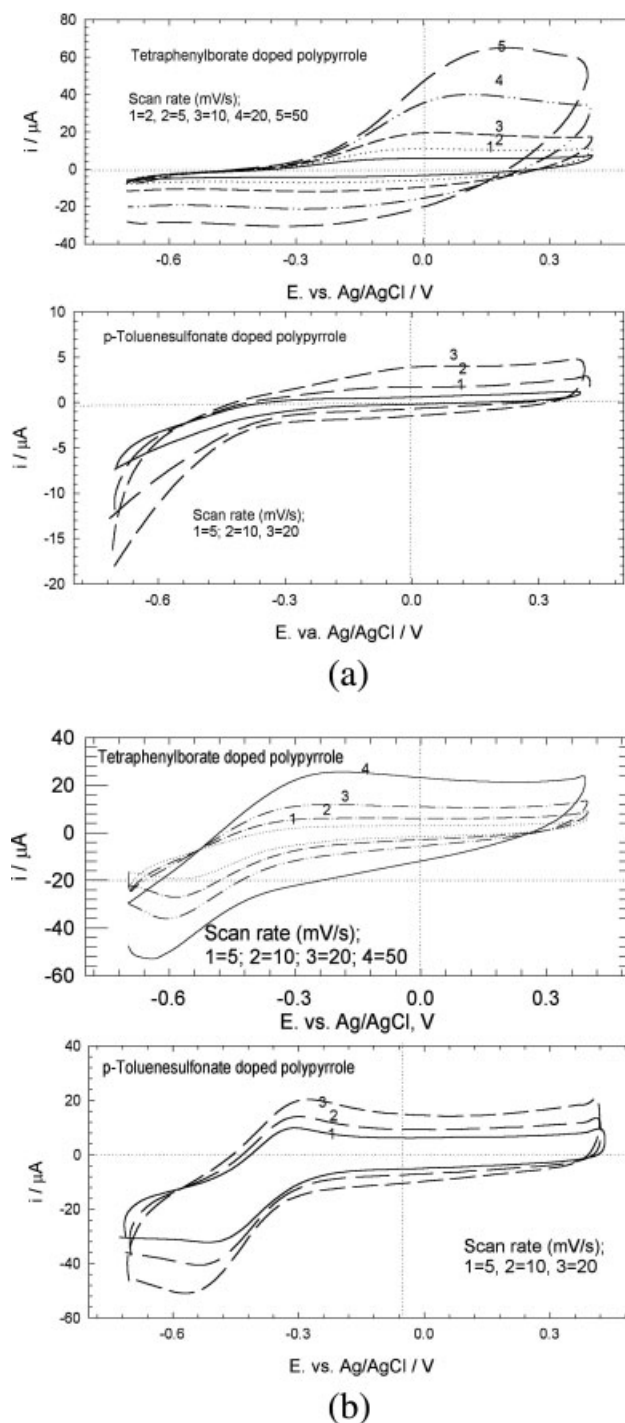 80
60
40
20
0
-20
-40
i / μA
Tetraphenylborate doped polypyrrole
Scan rate (mV/s);
1=2, 2=5, 3=10, 4=20, 5=50
5
4
3
2
1
-0.6 -0.3 0.0 0.3
E. vs. Ag/AgCl / V
10
5
0
-5
-10
-15
-20
i / μA
p-Toluenesulfonate doped polypyrrole
3
2
1
Scan rate (mV/s);
1=5; 2=10, 3=20
-0.6 -0.3 0.0 0.3
E. va. Ag/AgCl / V
(a)
40
20
0
-20
-40
-60
i / μA
Tetraphenylborate doped polypyrrole
4
3
2
1
Scan rate (mV/s);
1=5; 2=10; 3=20; 4=50
-0.6 -0.3 0.0 0.3
E. vs. Ag/AgCl, V
40
20
0
-20
-40
-60
i / μA
p-Toluenesulfonate doped polypyrrole
3
2
1
Scan rate (mV/s);
1=5, 2=10, 3=20
-0.6 -0.3 0.0 0.3
E. vs. Ag/AgCl / V
(b)